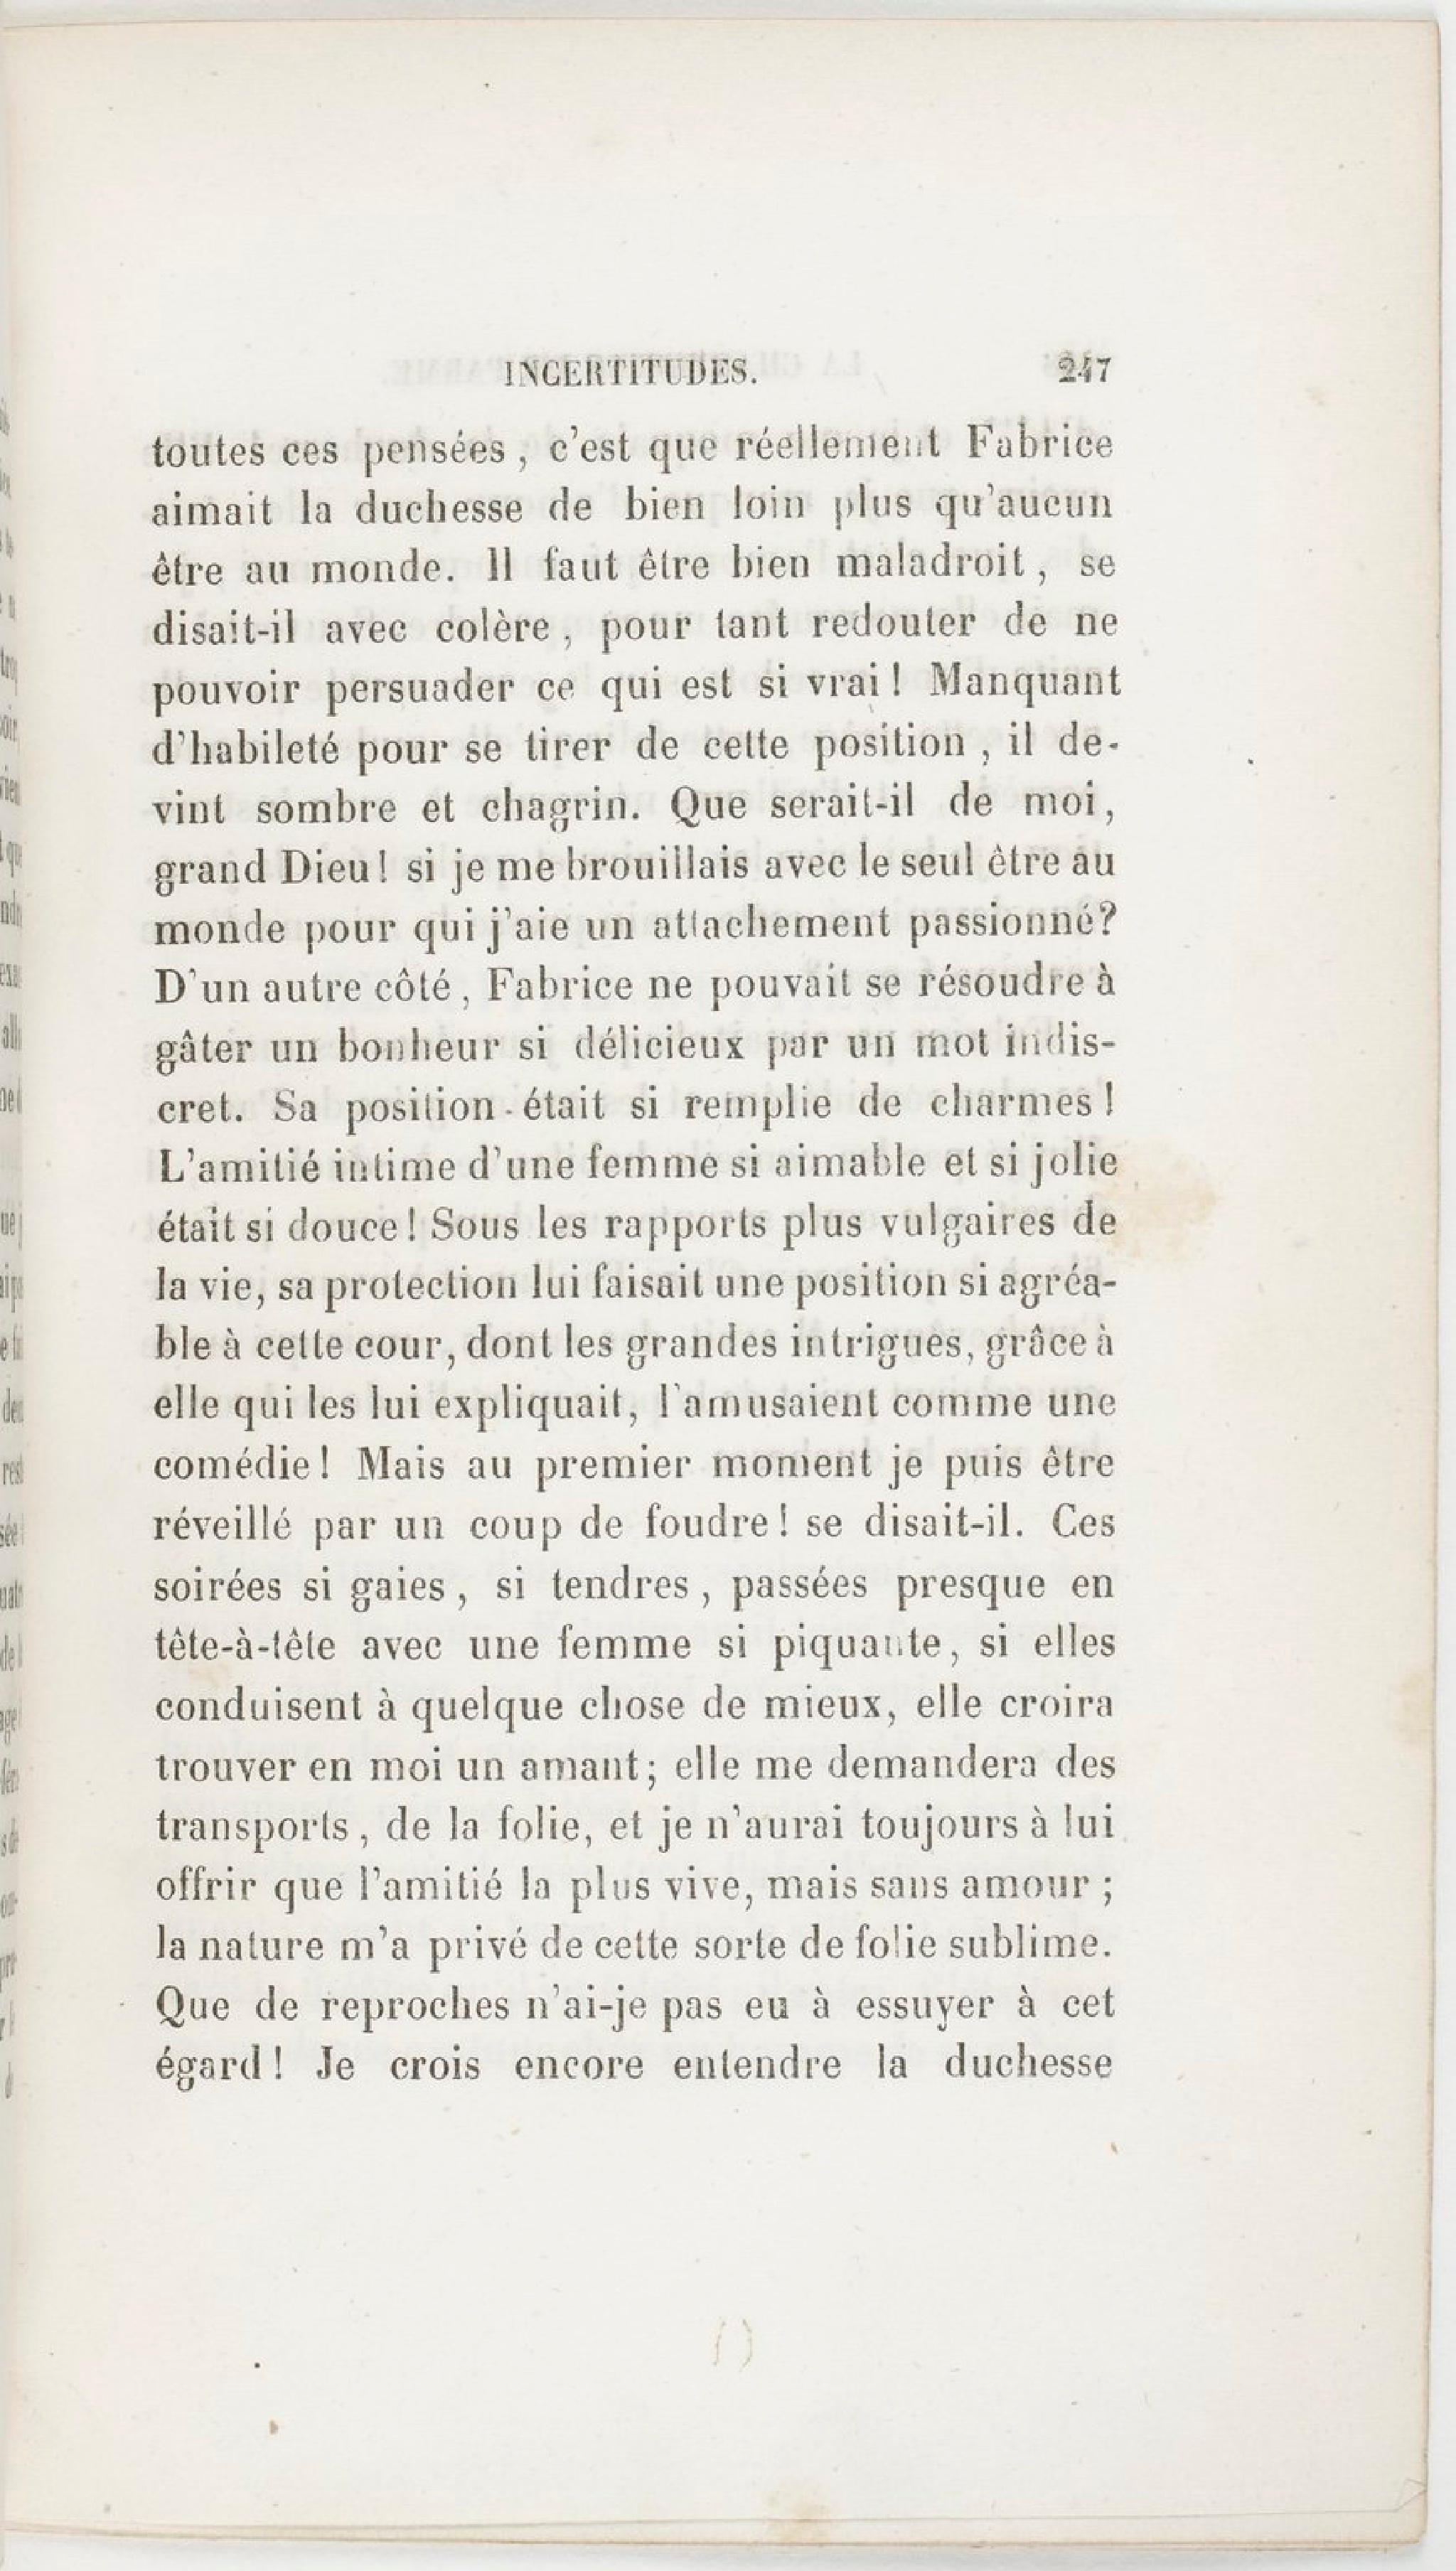 INCERTITUDES. 247
toutes ces pensées, c'est que réellement Fabrice
aimait la duchesse de bien loin plus qu'aucun
être au monde. Il faut être bien maladroit, se
disait-il avec colère, pour tant redouter de ne
pouvoir persuader ce qui est si vrai! Manquant
d'habileté pour se tirer de cette position, il de-
vint sombre et chagrin. Que serait-il de moi,
grand Dieu! si je me brouillais avec le seul être au
monde pour qui j'aie un attachement passionné?
D'un autre côté, Fabrice ne pouvait se résoudre à
gâter un bonheur si délicieux par un mot indis-
cret. Sa position était si remplie de charmes!
L'amitié intime d'une femme si aimable et si jolie
était si douce! Sous les rapports plus vulgaires de
la vie, sa protection lui faisait une position si agréa-
ble à cette cour, dont les grandes intrigues, grâce à
elle qui les lui expliquait, l'amusaient comme une
comédie! Mais au premier moment je puis être
réveillé par un coup de foudre! se disait-il. Ces
soirées si gaies, si tendres, passées presque en
tête-à-tête avec une femme si piquante, si elles
conduisent à quelque chose de mieux, elle croira
trouver en moi un amant; elle me demandera des
transports, de la folie, et je n'aurai toujours à lui
offrir que l'amitié la plus vive, mais sans amour;
la nature m'a privé de cette sorte de folie sublime.
Que de reproches n'ai-je pas eu à essuyer à cet
égard! Je crois encore entendre la duchesse